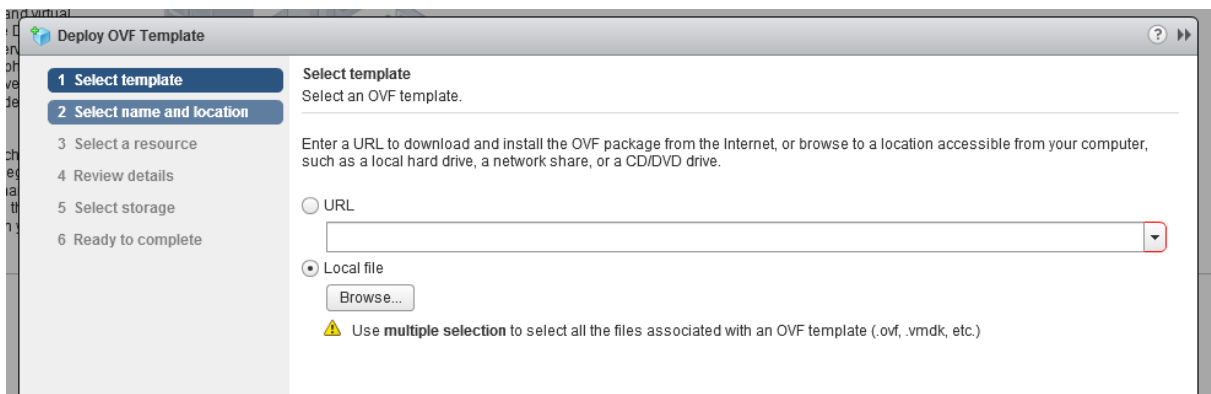 and virtual
Deploy OVF Template
1 Select template
2 Select name and location
3 Select a resource
4 Review details
5 Select storage
6 Ready to complete
Select template
Select an OVF template.
Enter a URL to download and install the OVF package from the Internet, or browse to a location accessible from your computer,
such as a local hard drive, a network share, or a CD/DVD drive.
URL
Local file
Browse...
Use multiple selection to select all the files associated with an OVF template (.ovf, .vmdk, etc.)